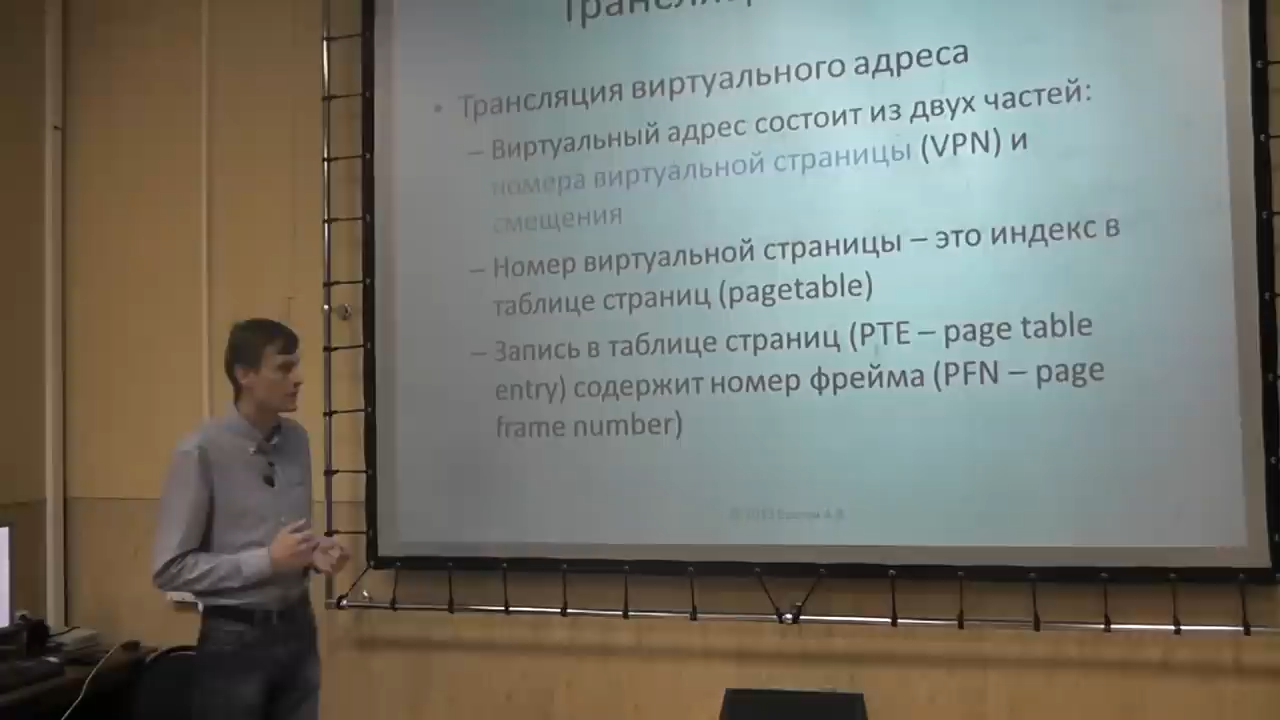 • Трансляция виртуального адреса
– Виртуальный адрес состоит из двух частей:
номера виртуальной страницы (VPN) и
смещения
– Номер виртуальной страницы – это индекс в
таблице страниц (pagetable)
– Запись в таблице страниц (PTE – page table
entry) содержит номер фрейма (PFN – page
frame number)